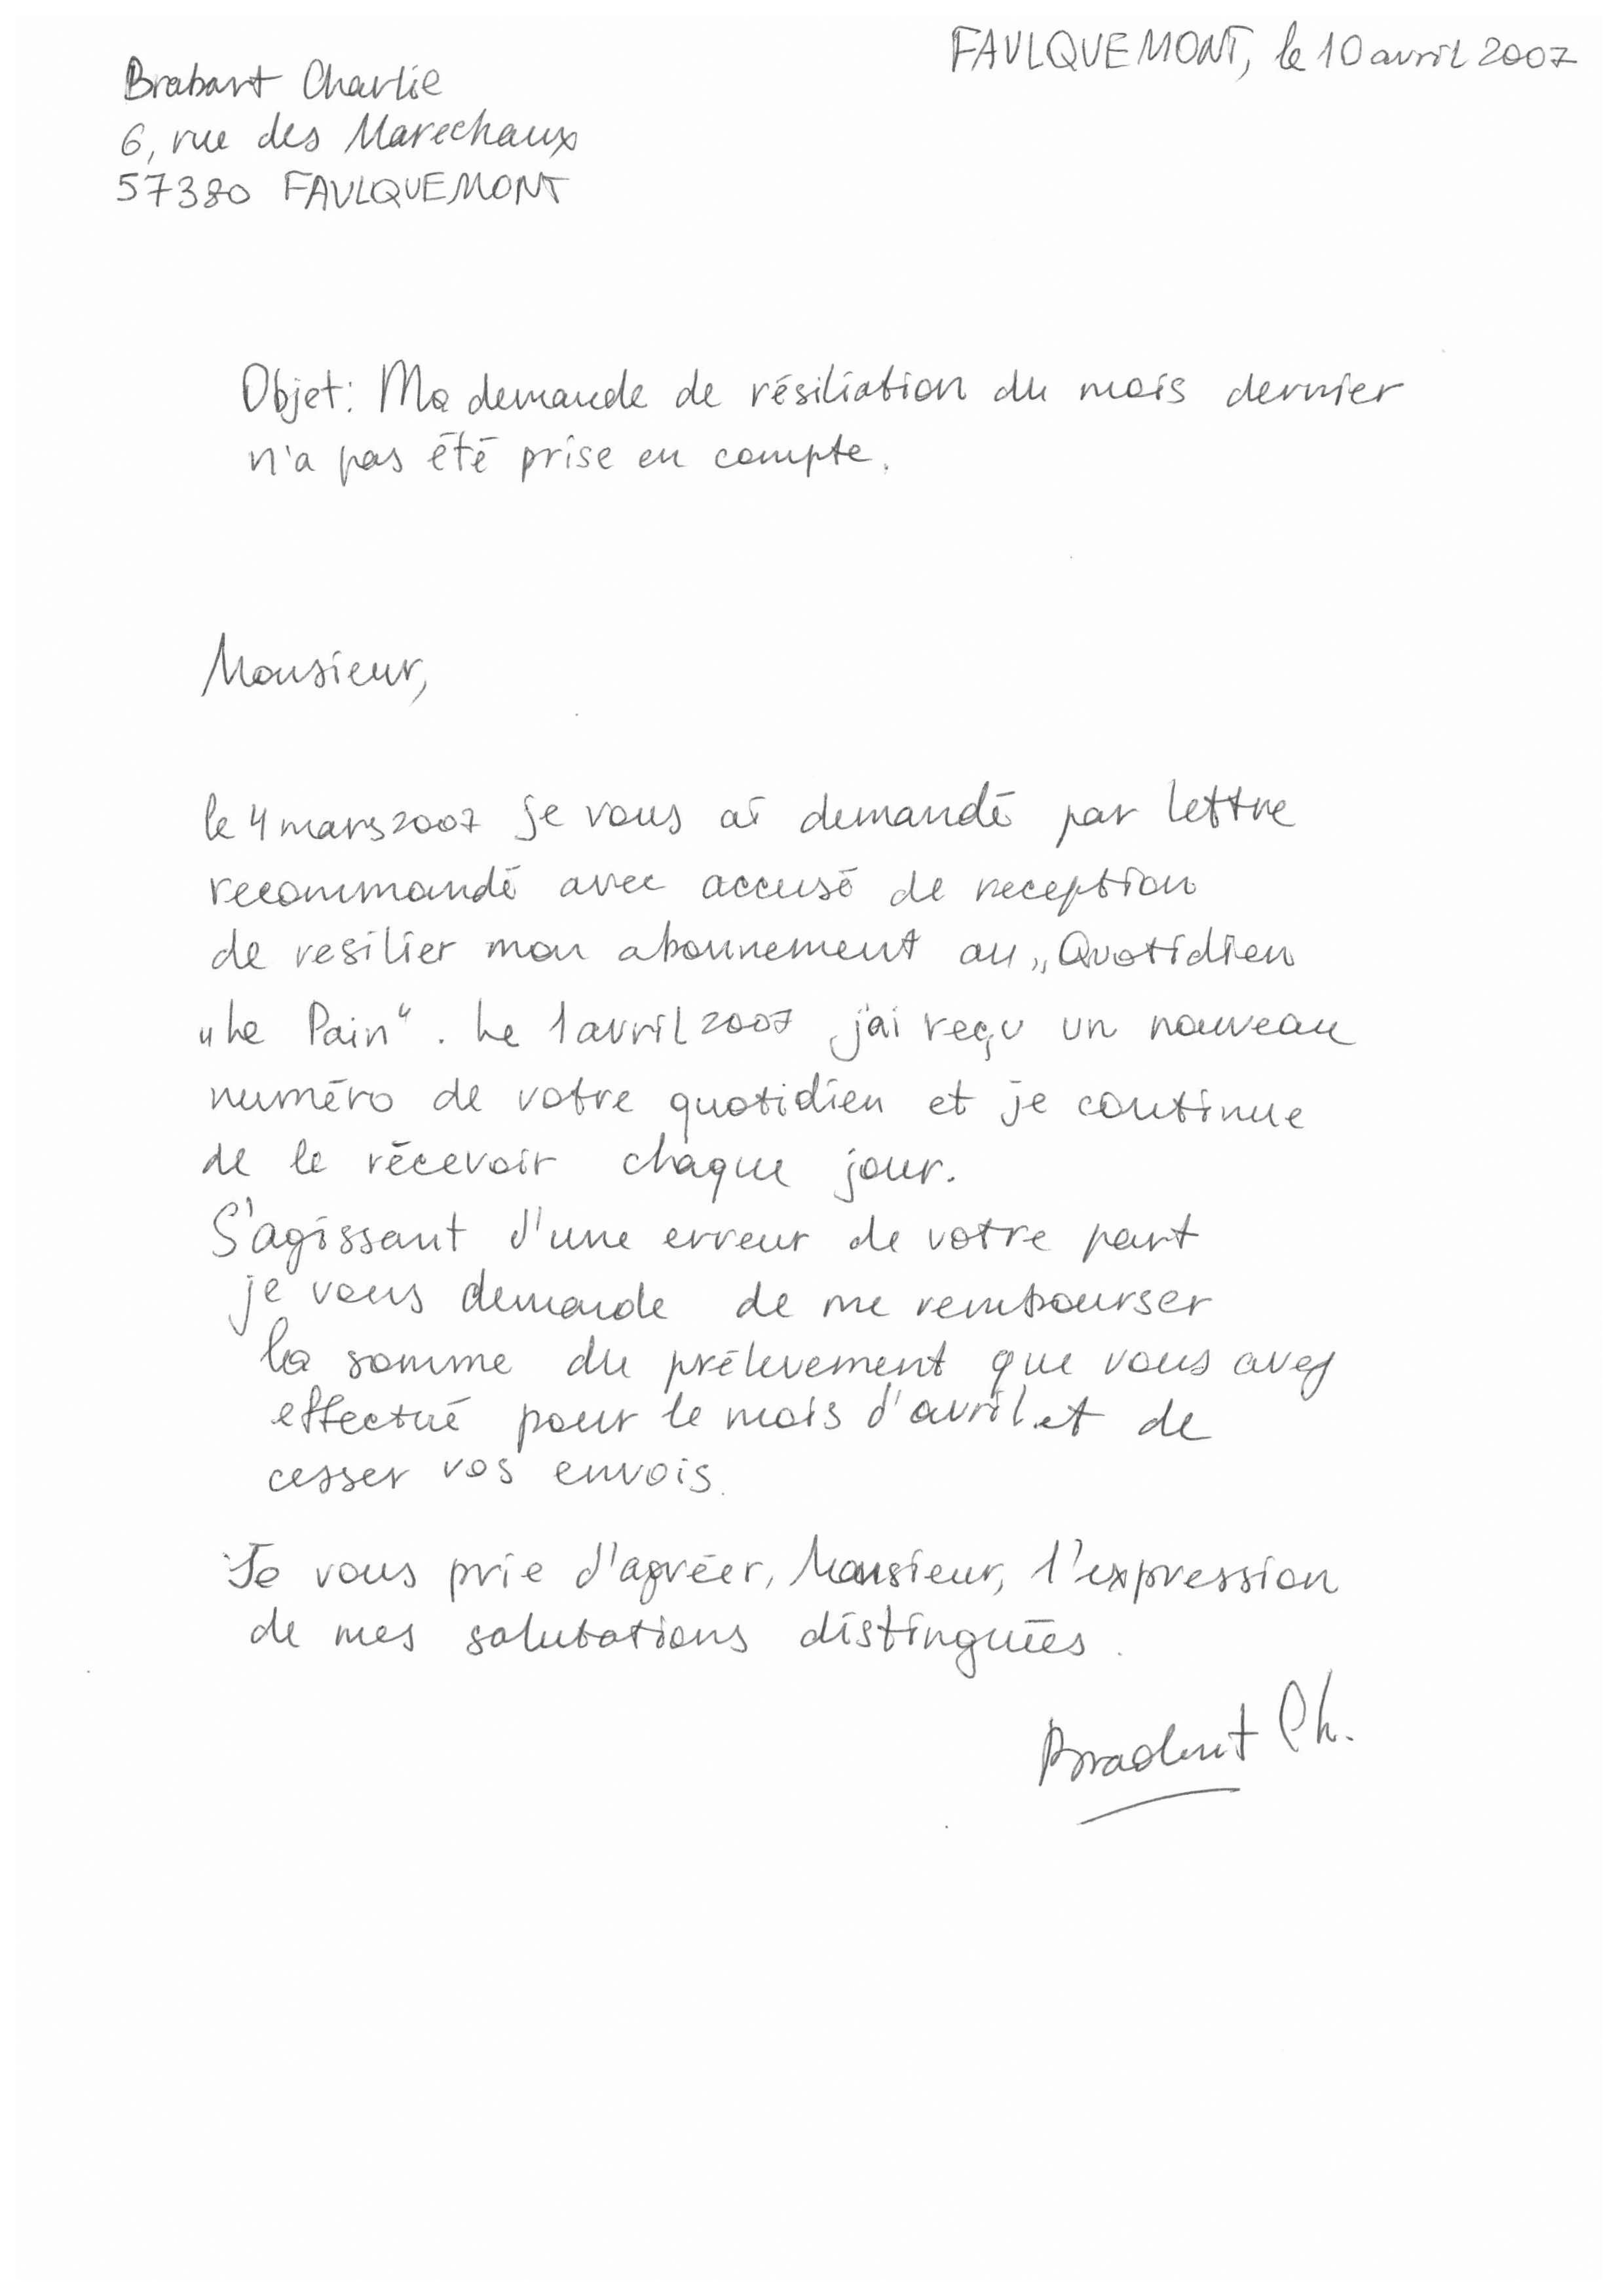 FAULQUEMONT, le 10 avril 2007
Brabant Charlie
6, rue des Marechaux
57380 FAULQUEMONT
Objet: Ma demande de résiliation du mois dernier
n'a pas été prise en compte.
Monsieur,
le 4 mars 2007 je vous ai demandé par lettre
recommandé avec accusé de reception
de resilier mon abonnement au „Quotidien
„Le Pain“. Le 1 avril 2007 j'ai reçu un nouveau
numéro de votre quotidien et je continue
de le récevoir chaque jour.
S'agissant d'une erreur de votre part
je vous demande de me rembourser
la somme du prélevement que vous avez
effectué pour le mois d'avril et de
cesser vos envois.
Je vous prie d'agréer, Monsieur, l'expression
de mes salutations distinguées.
Ch.